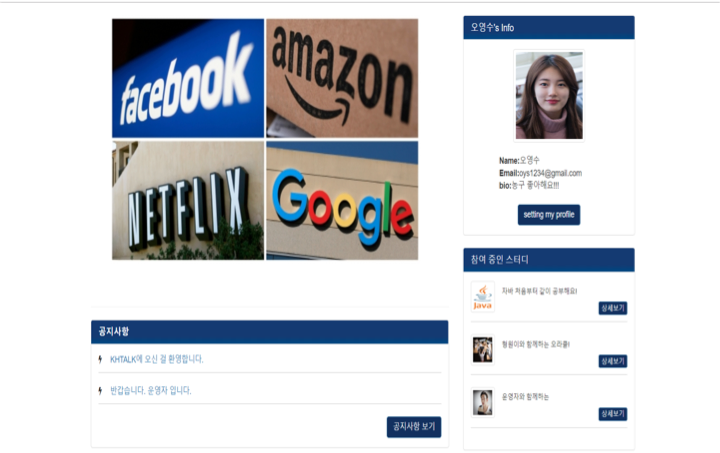 facebook
amazon
NETFLIX
Google
공지사항
KHTALK에 오신 걸 환영합니다.
반갑습니다. 운영자 입니다.
공지사항 보기
오영수's Info
Name:오영수
Email:oys1234@gmail.com
bio:농구 좋아해요!!!
setting my profile
참여 중인 스터디
Java
자바 처음부터 같이 공부해요!
상세보기
형원이와 함께하는 오라클!
상세보기
운영자와 함께하는
상세보기